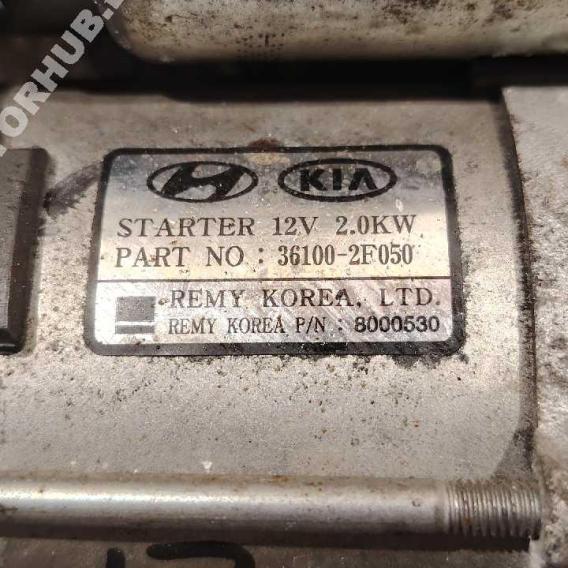 KIA
STARTER 12V 2.0KW
PART NO : 36100-2F050
REMY KOREA, LTD.
REMY KOREA P/N : 8000530